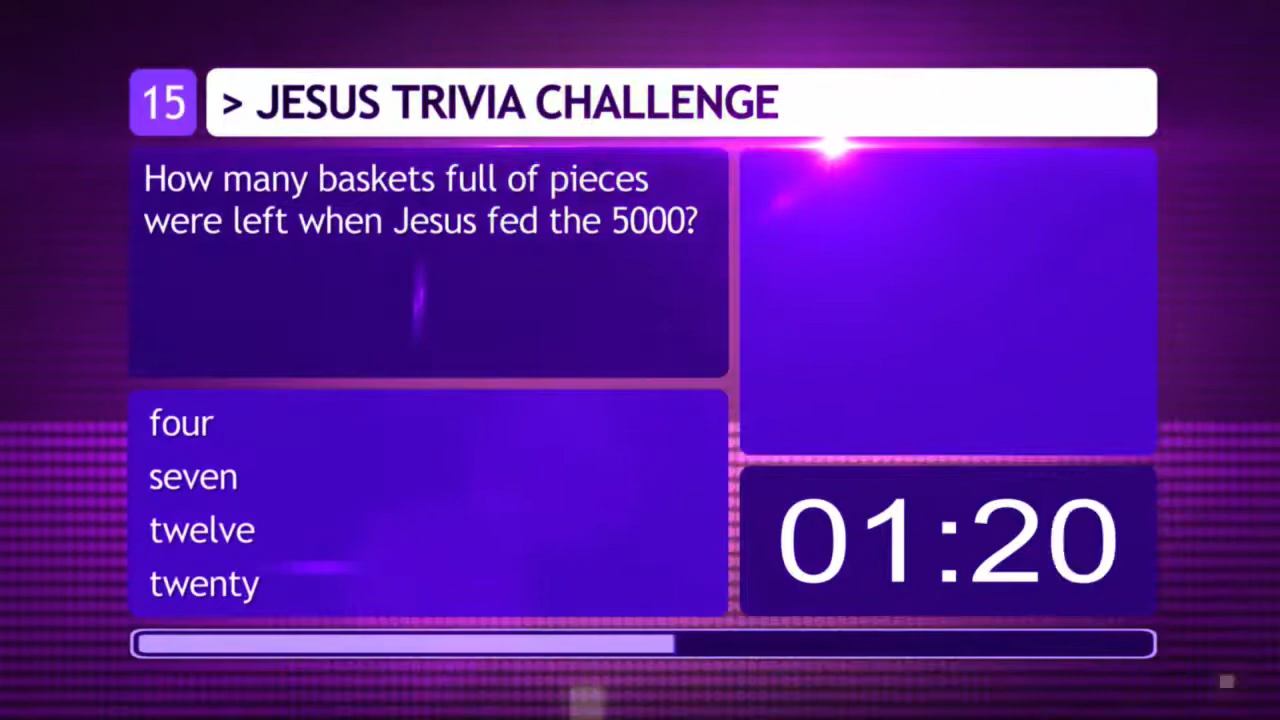 15 > JESUS TRIVIA CHALLENGE
How many baskets full of pieces
were left when Jesus fed the 5000?
four
seven
twelve
twenty
01:20